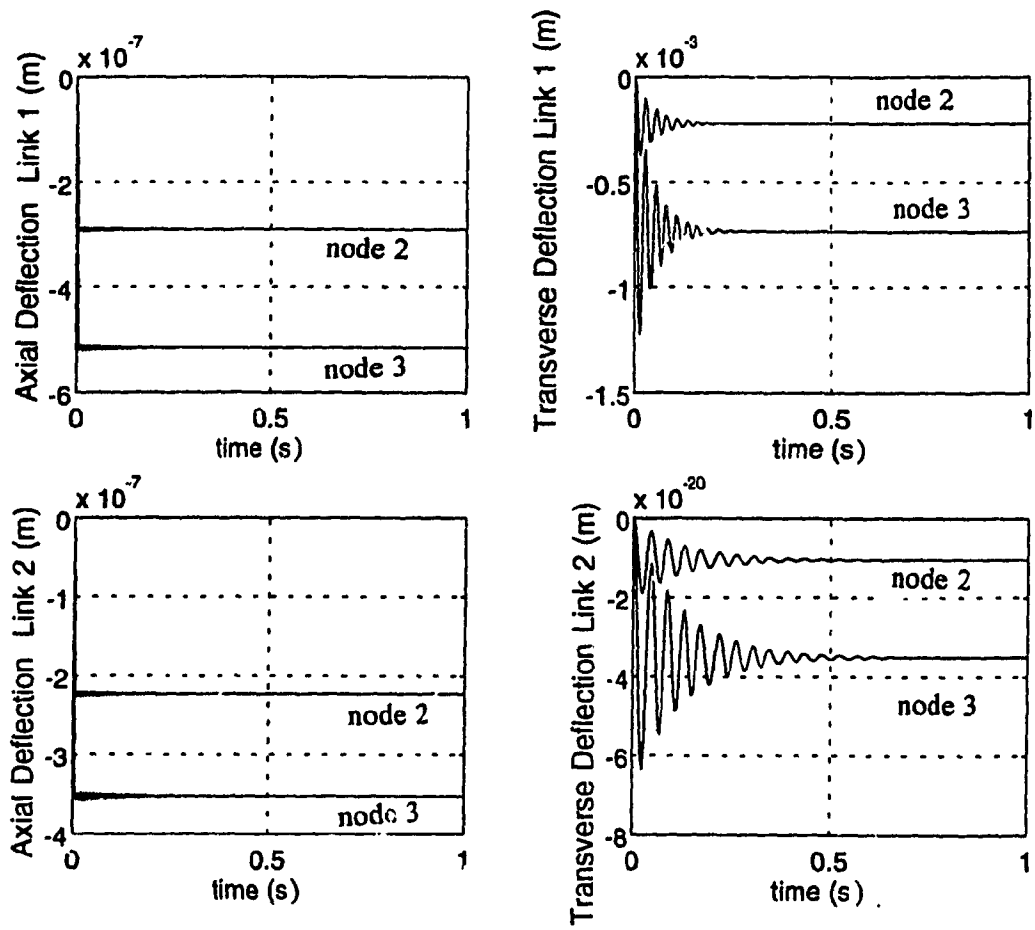 x 10^-7
Axial Deflection Link 1 (m)
0
-2
-4
-6
node 2
node 3
0
0.5
1
time (s)
x 10^-3
Transverse Deflection Link 1 (m)
0
-0.5
-1
-1.5
node 2
node 3
0
0.5
1
time (s)
x 10^-7
Axial Deflection Link 2 (m)
0
-1
-2
-3
-4
node 2
node 3
0
0.5
1
time (s)
x 10^-20
Transverse Deflection Link 2 (m)
0
-2
-4
-6
-8
node 2
node 3
0
0.5
1
time (s)